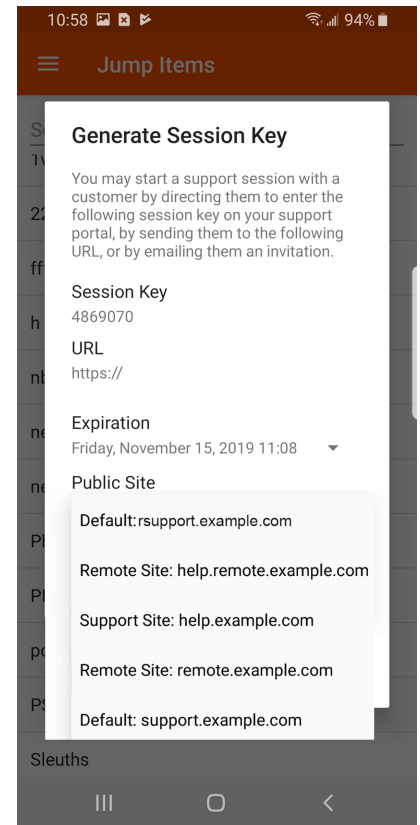 10:58 94%
Jump Items
Generate Session Key
You may start a support session with a
customer by directing them to enter the
following session key on your support
portal, by sending them to the following
URL, or by emailing them an invitation.
Session Key
4869070
URL
https://
Expiration
Friday, November 15, 2019 11:08
Public Site
Default:rsupport.example.com
Remote Site: help.remote.example.com
Support Site: help.example.com
Remote Site: remote.example.com
Default: support.example.com
Sleuths